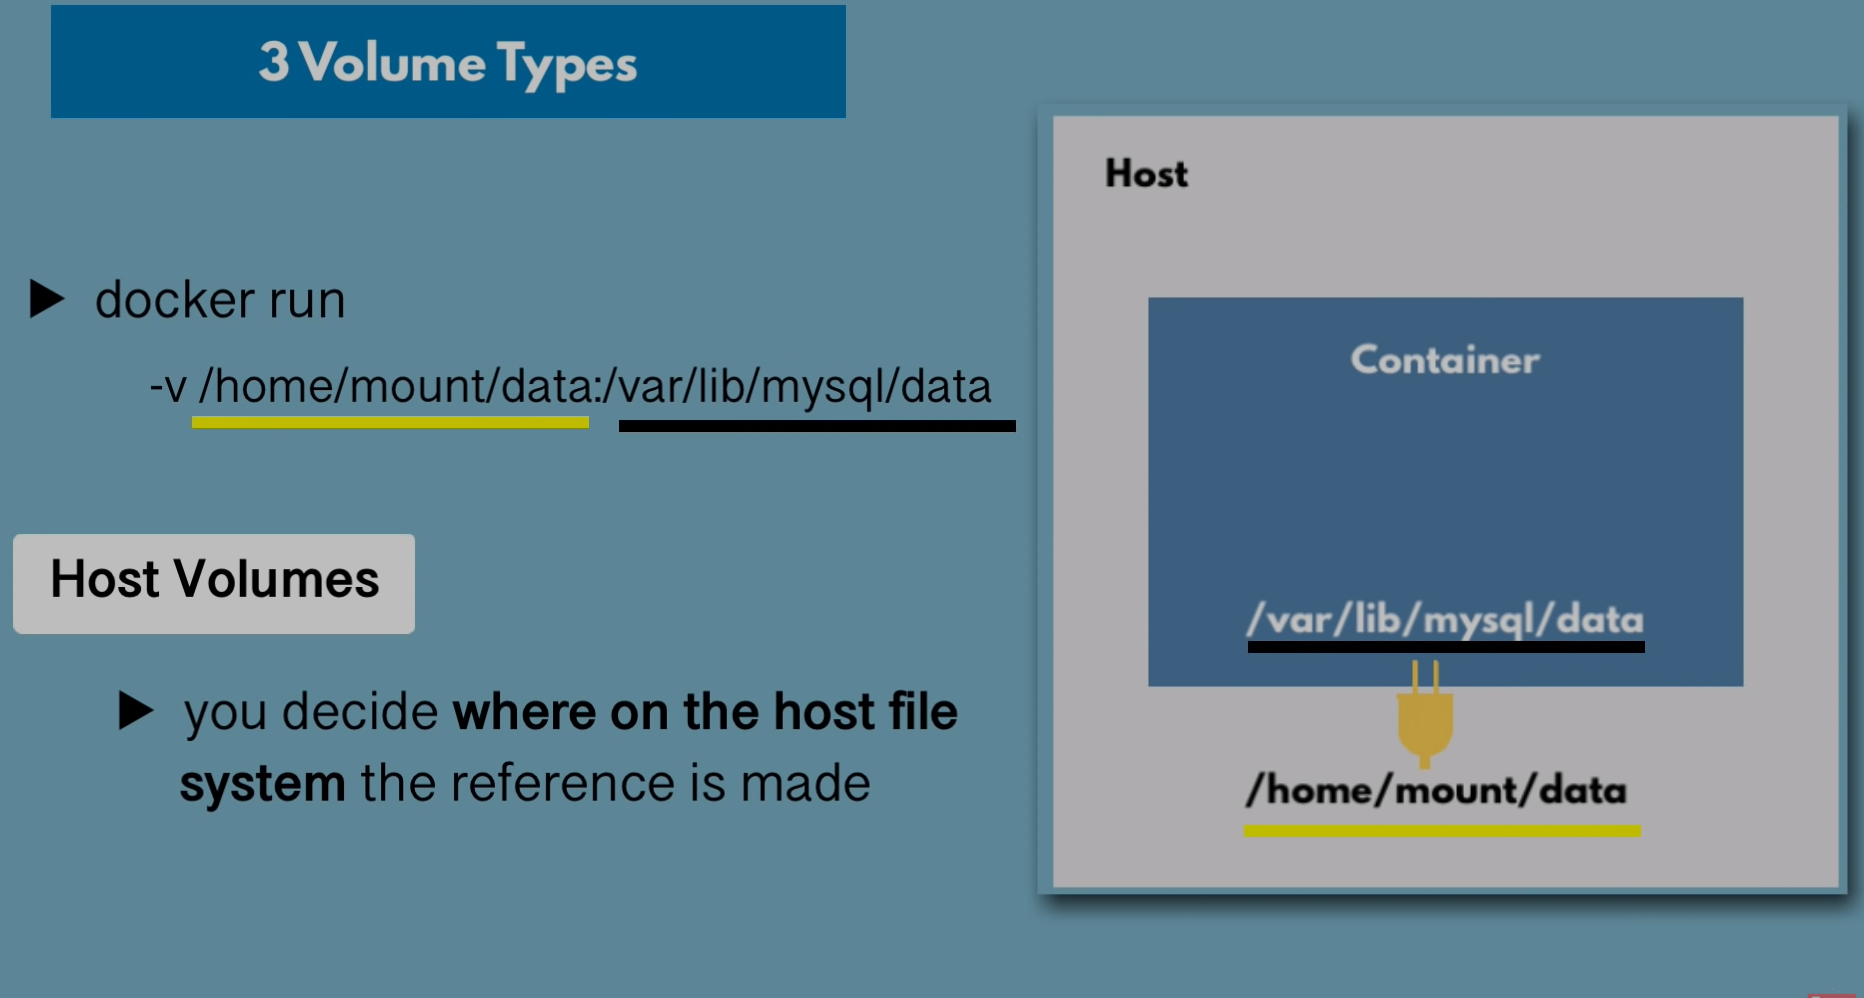 3 Volume Types
docker run
-v /home/mount/data:/var/lib/mysql/data
Host Volumes
you decide where on the host file
system the reference is made
Host
Container
/var/lib/mysql/data
/home/mount/data